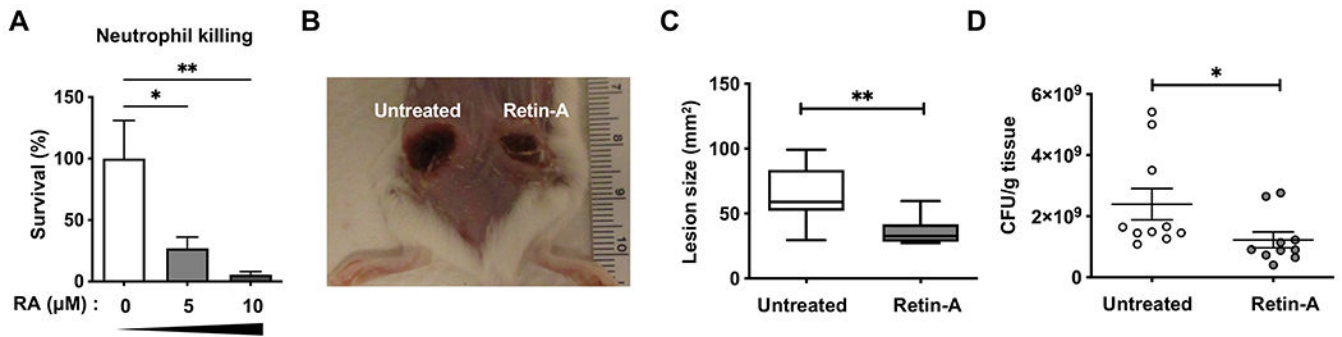 A
Neutrophil killing
**
*
150
100
50
0
Survival (%)
RA (µM) : 0 5 10
B
Untreated Retin-A
7
8
9
10
C
**
150
100
50
0
Lesion size (mm²)
Untreated Retin-A
D
*
6×10⁹
4×10⁹
2×10⁹
0
CFU/g tissue
Untreated Retin-A